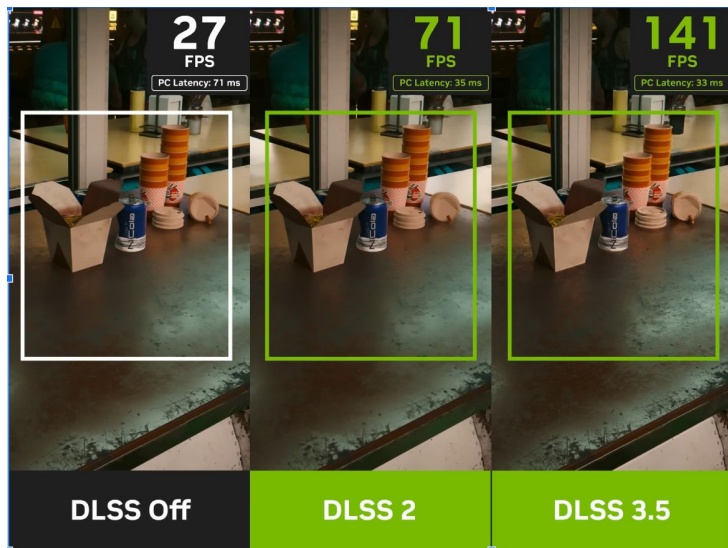 27
FPS
PC Latency: 71 ms
71
FPS
PC Latency: 35 ms
141
FPS
PC Latency: 33 ms
DLSS Off
DLSS 2
DLSS 3.5